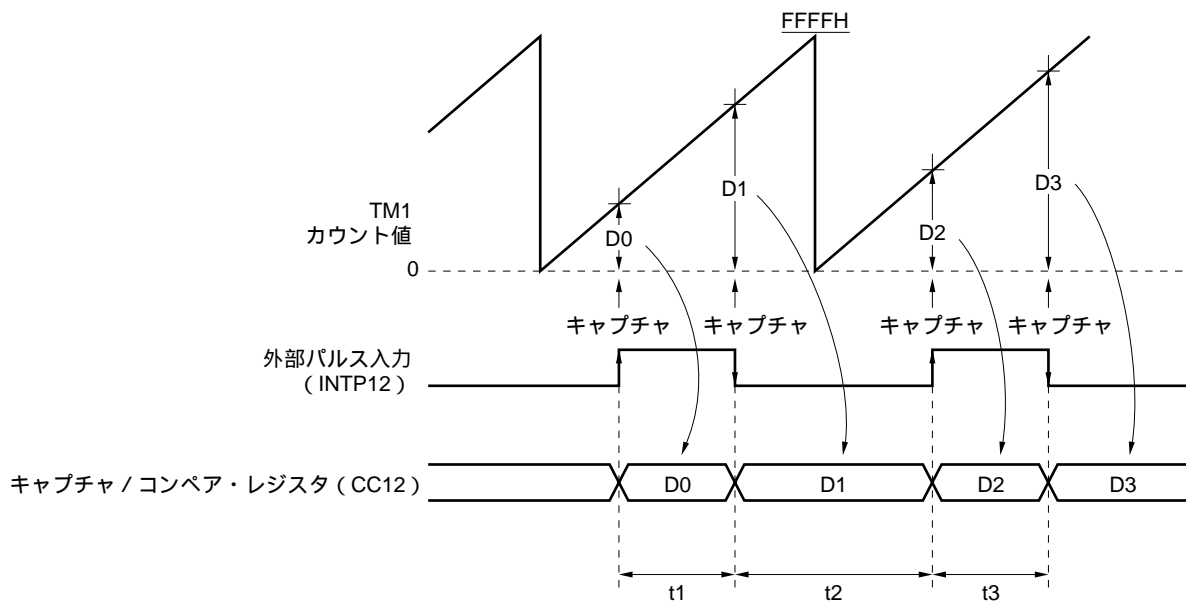 FFFFH
TM1
カウント値
0
D0
D1
D2
D3
キャプチャ
キャプチャ
キャプチャ
キャプチャ
外部パルス入力
（INTP12）
キャプチャ / コンペア・レジスタ（CC12）
D0
D1
D2
D3
t1
t2
t3